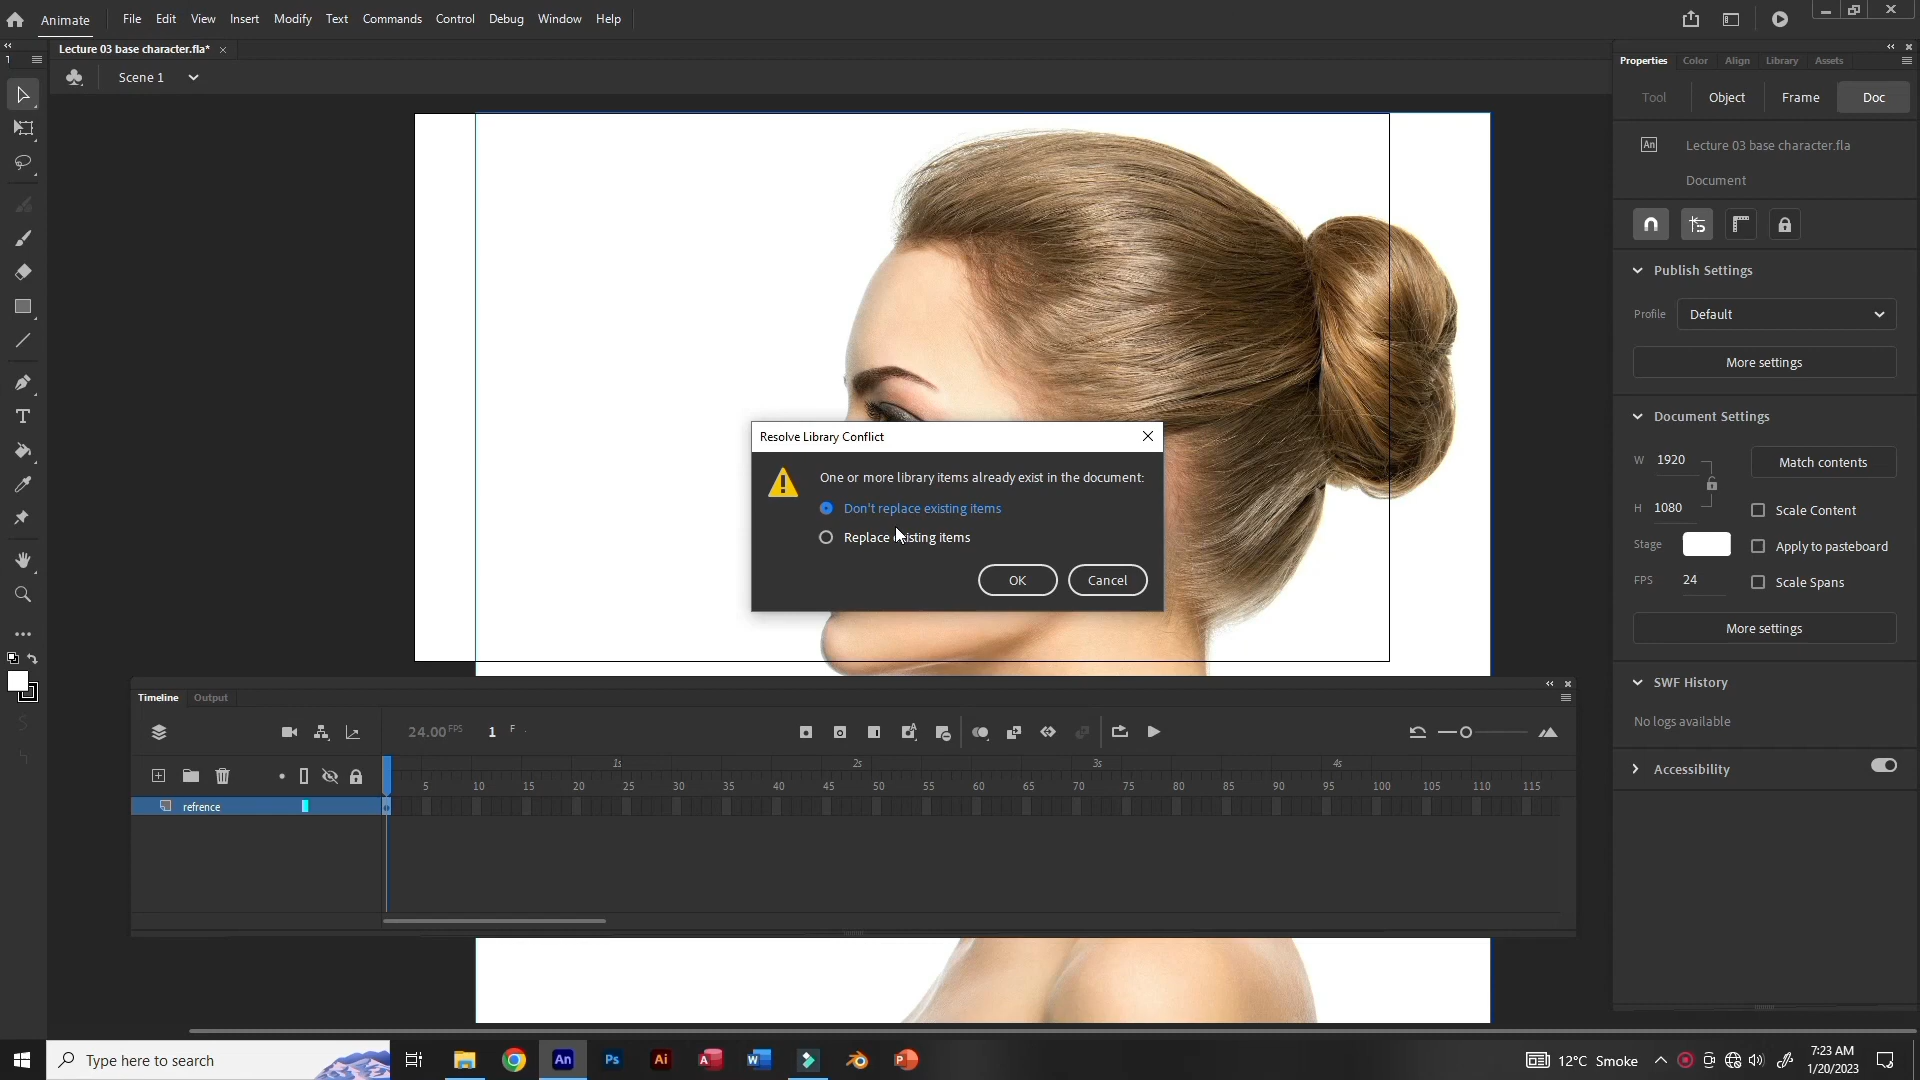 Animate
File Edit View Insert Modify Text Commands Control Debug Window Help
Lecture 03 base character.fla*
Scene 1
Properties Color Align Library Assets
Tool Object Frame Doc
An Lecture 03 base character.fla
Document
Publish Settings
Profile Default
More settings
Document Settings
W 1920 Match contents
H 1080 Scale Content
Stage Apply to pasteboard
FPS 24 Scale Spans
More settings
SWF History
No logs available
Accessibility
Resolve Library Conflict
One or more library items already exist in the document:
Don't replace existing items
Replace existing items
OK Cancel
Timeline Output
24.00 FPS 1 F
1s 2s 3s 4s
5 10 15 20 25 30 35 40 45 50 55 60 65 70 75 80 85 90 95 100 105 110 115
refrence
Type here to search
An Ps Ai
12°C Smoke
7:23 AM
1/20/2023